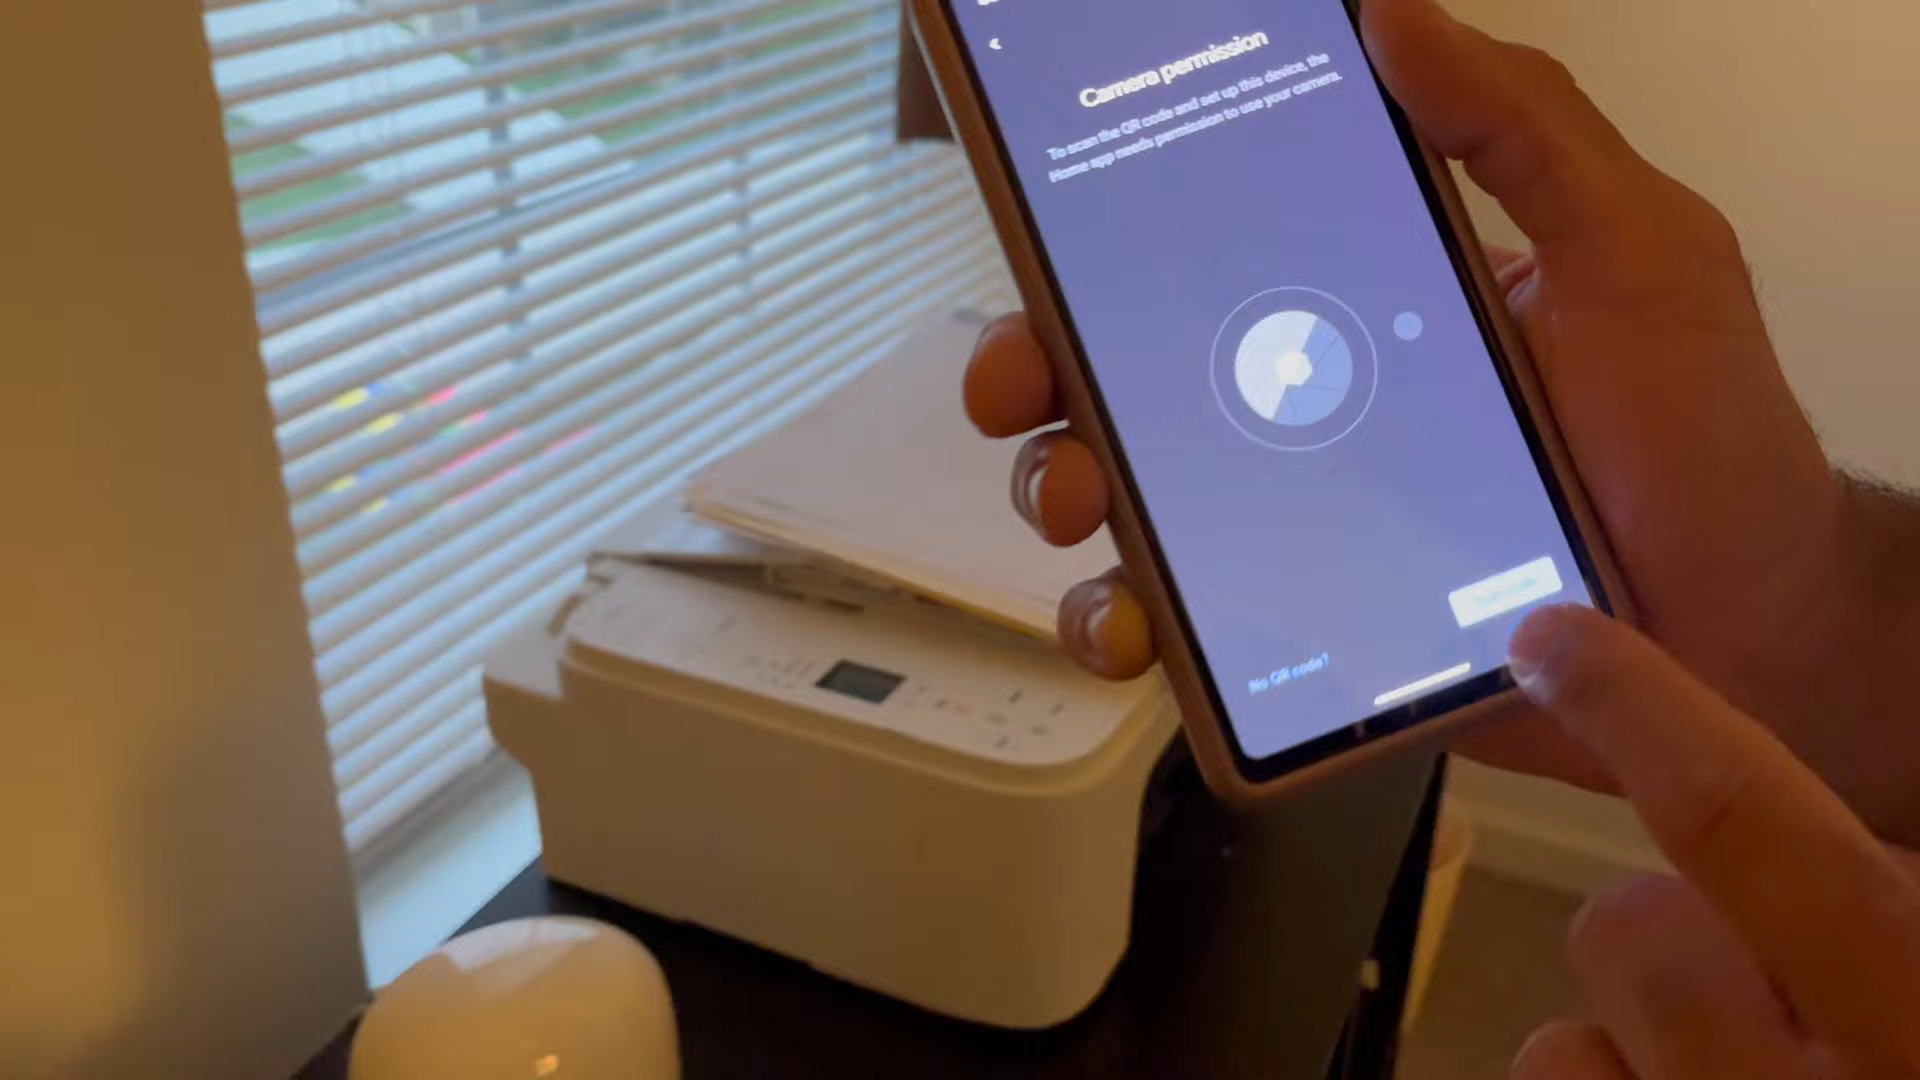 Camera permission
To scan the QR code and set up this device, the
Home app needs permission to use your camera.
No QR code?